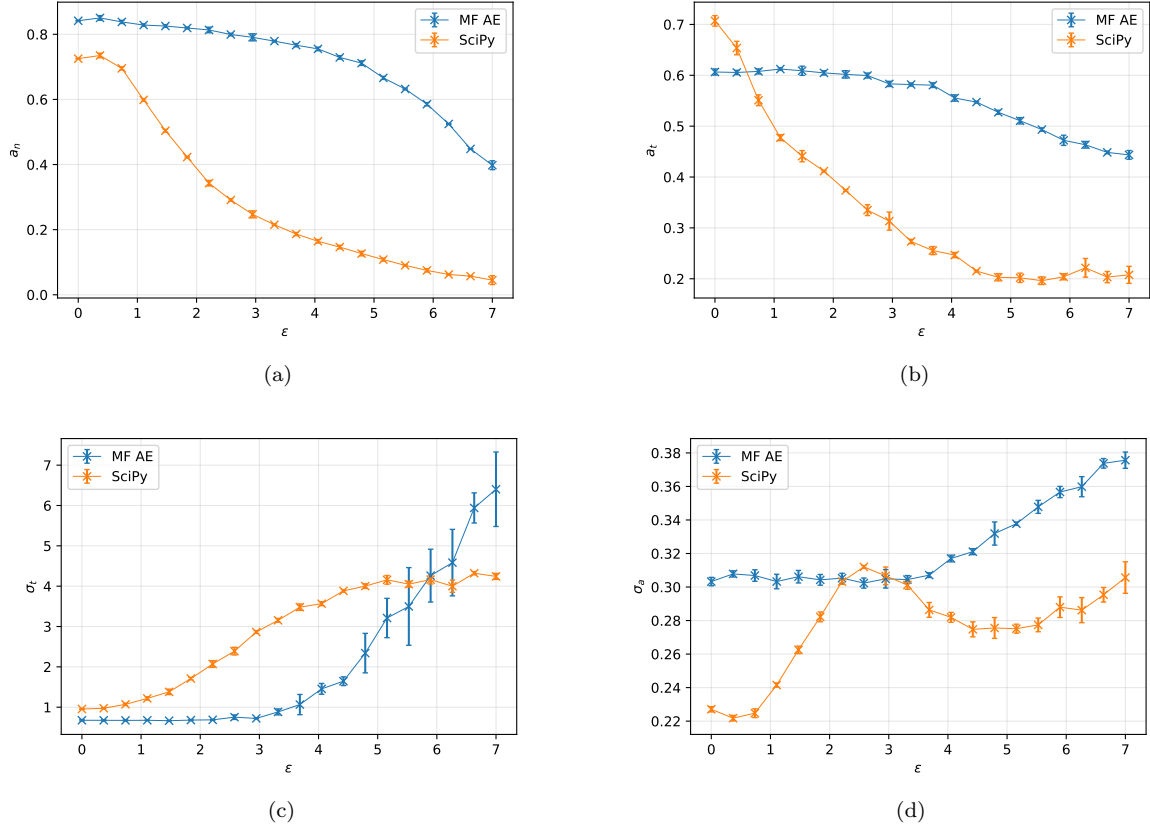 MF AE
SciPy
0.8
0.6
0.4
0.2
0.0
a_n
0 1 2 3 4 5 6 7
ε
(a)
MF AE
SciPy
0.7
0.6
0.5
0.4
0.3
0.2
a_t
0 1 2 3 4 5 6 7
ε
(b)
MF AE
SciPy
7
6
5
4
3
2
1
σ_t
0 1 2 3 4 5 6 7
ε
(c)
MF AE
SciPy
0.38
0.36
0.34
0.32
0.30
0.28
0.26
0.24
0.22
σ_a
0 1 2 3 4 5 6 7
ε
(d)